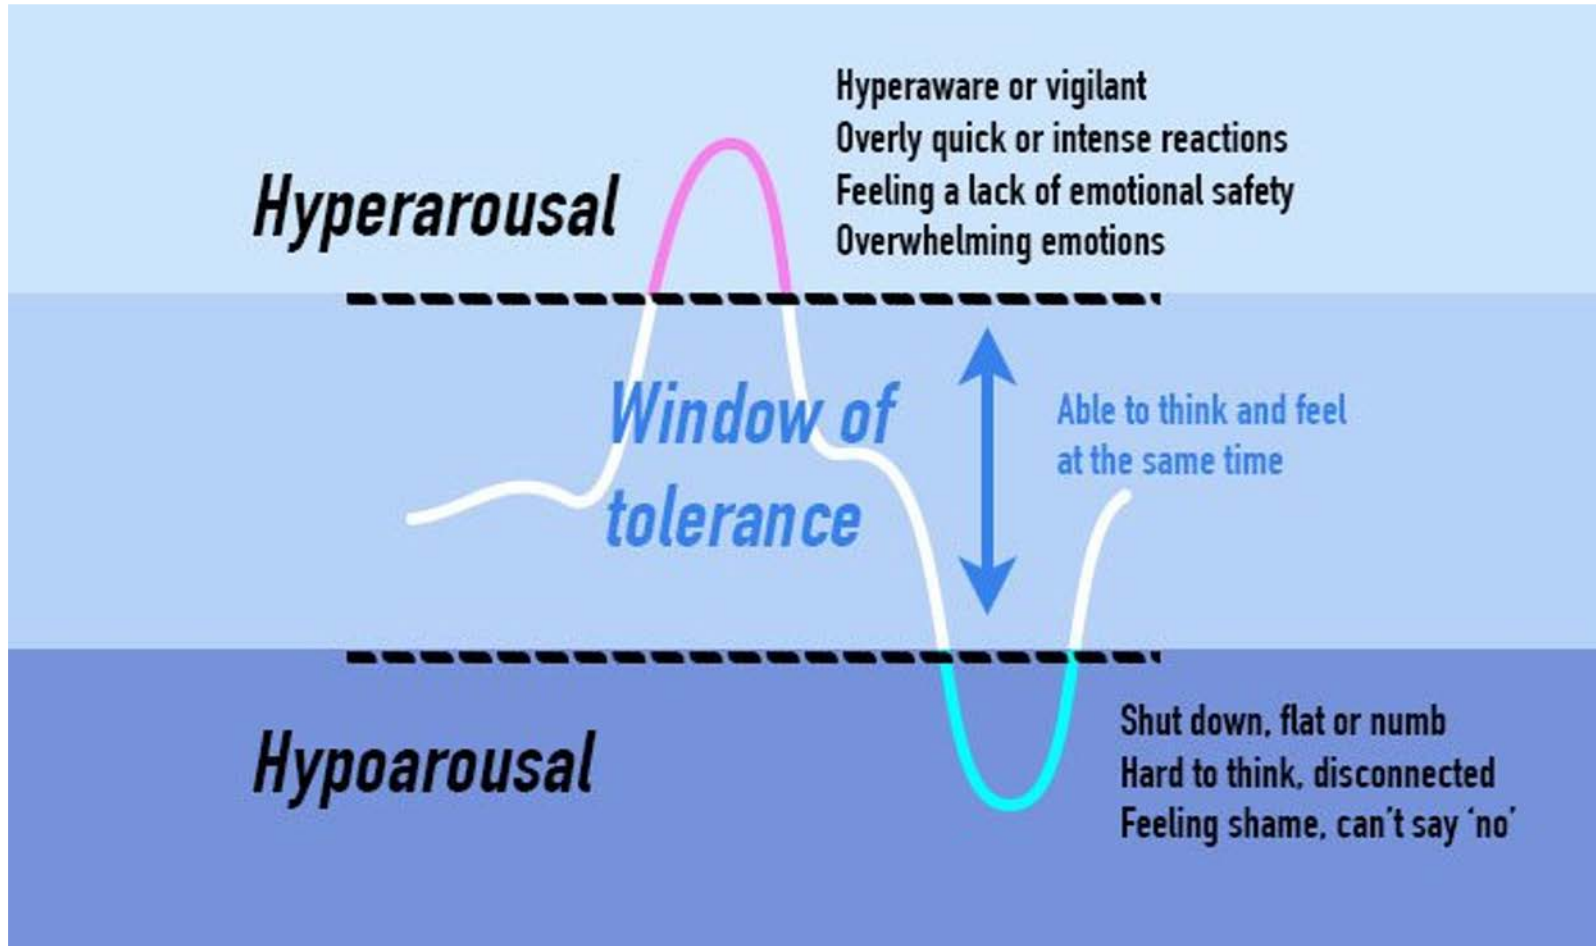 Hyperarousal
Hyperaware or vigilant
Overly quick or intense reactions
Feeling a lack of emotional safety
Overwhelming emotions
Window of
tolerance
Able to think and feel
at the same time
Hypoarousal
Shut down, flat or numb
Hard to think, disconnected
Feeling shame, can’t say ‘no’